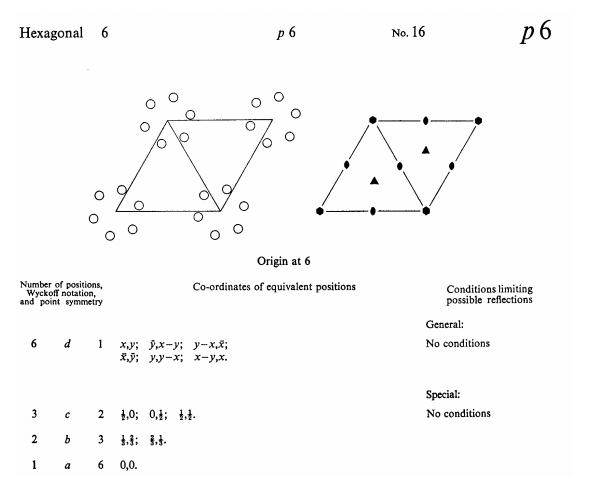 Hexagonal 6 p 6 No. 16 p6
Origin at 6
Number of positions,
Wyckoff notation,
and point symmetry
Co-ordinates of equivalent positions
Conditions limiting
possible reflections
General:
6 d 1 x,y; ȳ,x−y; y−x,x̄; No conditions
x̄,ȳ; y,y−x; x−y,x.
Special:
3 c 2 ½,0; 0,½; ½,½. No conditions
2 b 3 ⅓,⅔; ⅔,⅓.
1 a 6 0,0.